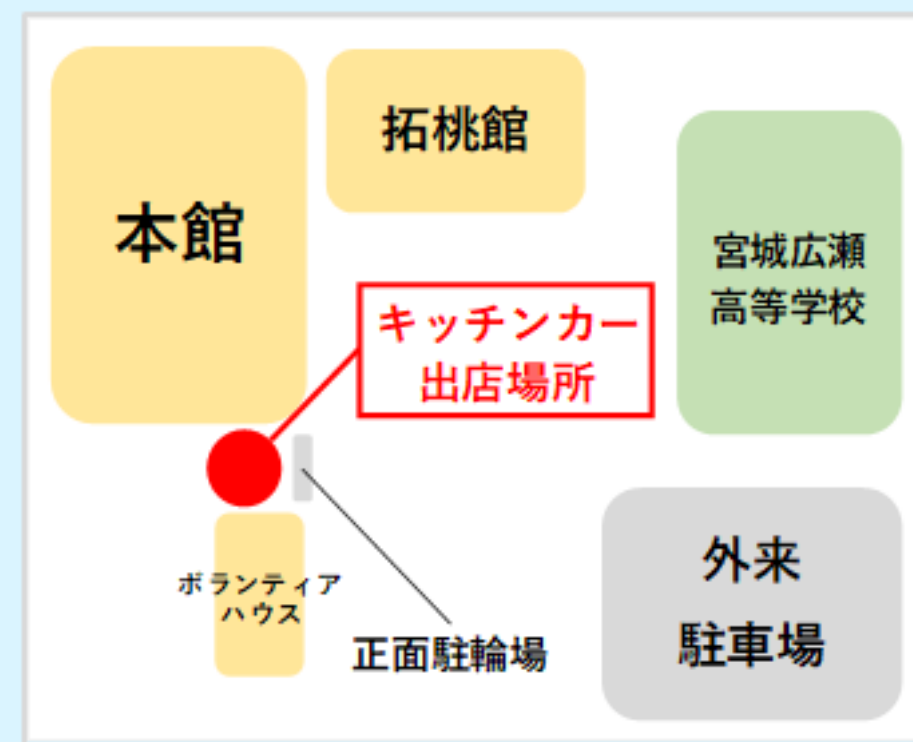 本館
拓桃館
宮城広瀬
高等学校
キッチンカー
出店場所
ボランティア
ハウス
正面駐輪場
外来
駐車場